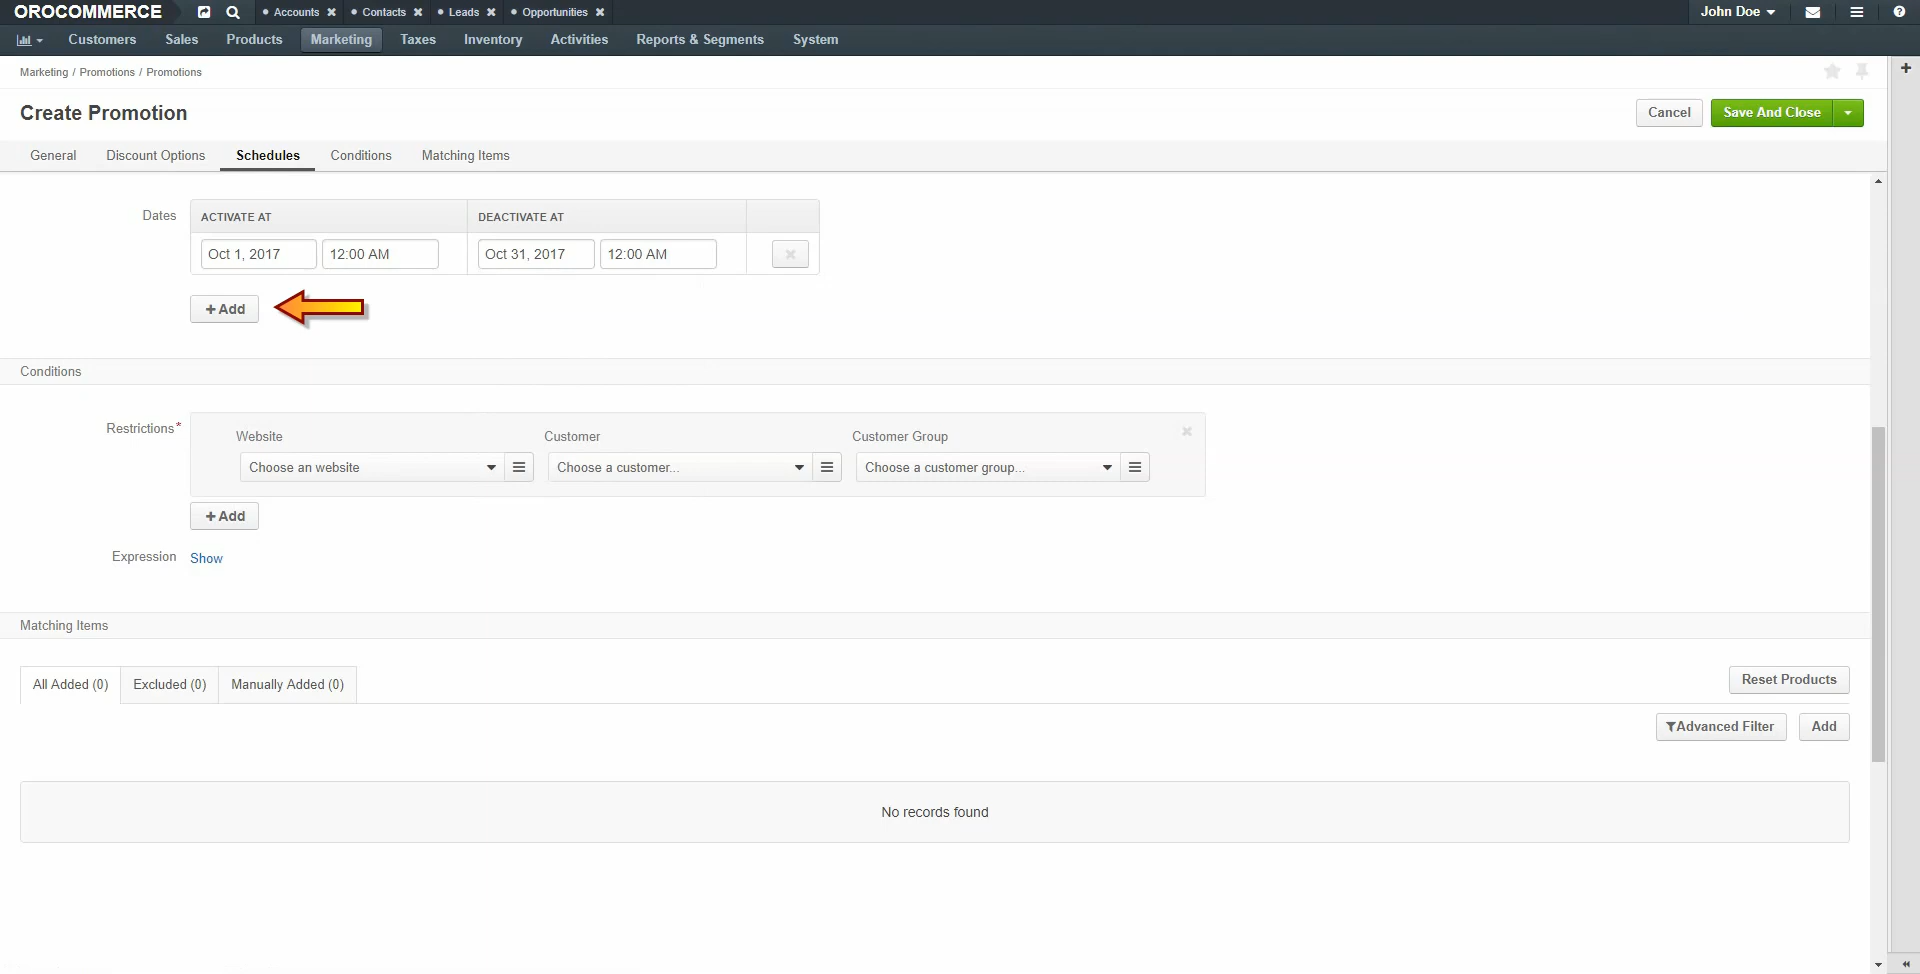 OROCOMMERCE Accounts Contacts Leads Opportunities John Doe
Customers Sales Products Marketing Taxes Inventory Activities Reports & Segments System
Marketing / Promotions / Promotions
Create Promotion Cancel Save And Close
General Discount Options Schedules Conditions Matching Items
Dates ACTIVATE AT DEACTIVATE AT
Oct 1, 2017 12:00 AM Oct 31, 2017 12:00 AM
+ Add
Conditions
Restrictions* Website Customer Customer Group
Choose an website Choose a customer... Choose a customer group...
+ Add
Expression Show
Matching Items
All Added (0) Excluded (0) Manually Added (0) Reset Products
Advanced Filter Add
No records found